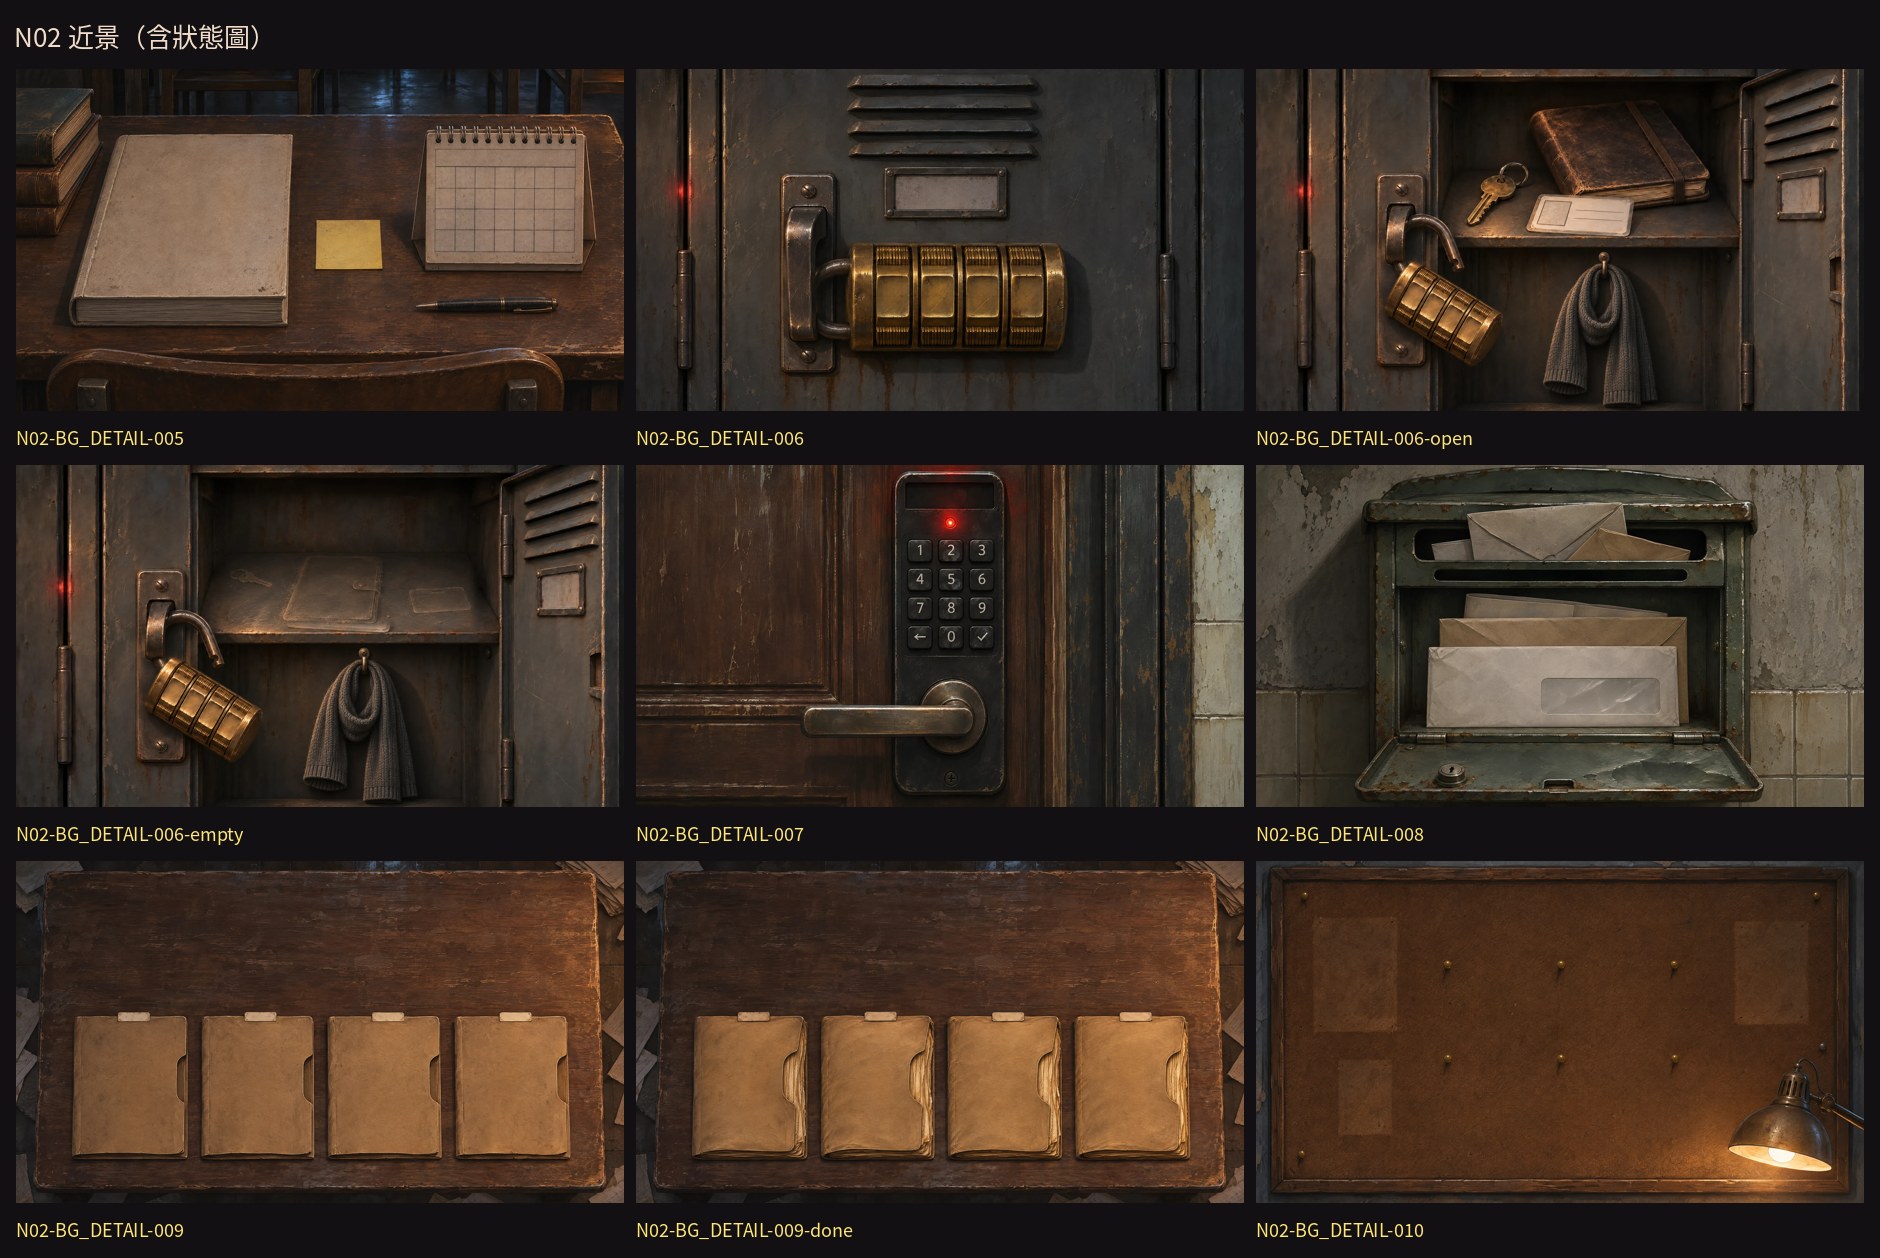 N02 近景（含狀態圖）
N02-BG_DETAIL-005
N02-BG_DETAIL-006
N02-BG_DETAIL-006-open
1 2 3
4 5 6
7 8 9
← 0 ✓
N02-BG_DETAIL-006-empty
N02-BG_DETAIL-007
N02-BG_DETAIL-008
N02-BG_DETAIL-009
N02-BG_DETAIL-009-done
N02-BG_DETAIL-010